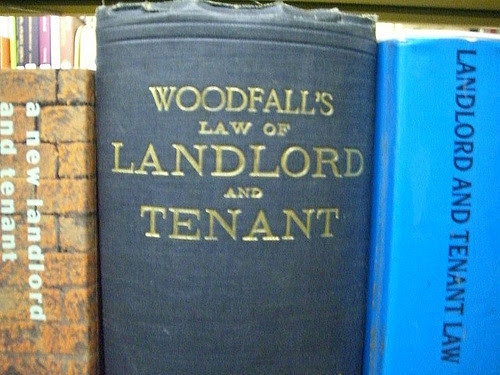 a new landlord
and tenant
WOODFALL'S
LAW OF
LANDLORD
AND
TENANT
LANDLORD AND TENANT LAW